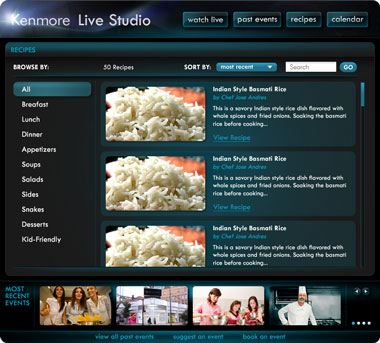 Kenmore Live Studio
watch live
past events
recipes
calendar
RECIPES
BROWSE BY:
50 Recipes
SORT BY:
most recent
Search
GO
All
Breafast
Lunch
Dinner
Appetizers
Soups
Salads
Sides
Snakes
Desserts
Kid-Friendly
Indian Style Basmati Rice
by Chef Jose Andres
This is a savory Indian style rice dish flavored with
whole spices and fried onions. Soaking the basmati
rice before cooking...
View Recipe
Indian Style Basmati Rice
by Chef Jose Andres
This is a savory Indian style rice dish flavored with
whole spices and fried onions. Soaking the basmati
rice before cooking...
View Recipe
Indian Style Basmati Rice
by Chef Jose Andres
This is a savory Indian style rice dish flavored with
whole spices and fried onions. Soaking the basmati
rice before cooking...
MOST
RECENT
EVENTS
view all past events
suggest an event
book an event